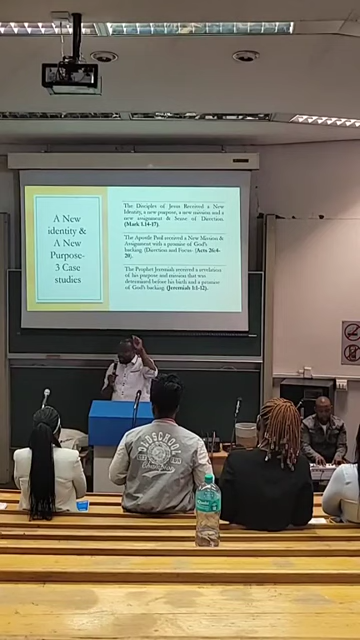 A New
identity &
A New
Purpose-
3 Case
studies
The Disciples of Jesus Received a New
Identity, a new purpose, a new mission and a
new assignment & Sense of Direction.
(Mark 1:14-17).
The Apostle Paul received a New Mission &
Assignment with a promise of God's
backing (Direction and Focus- (Acts 26:4-
20).
The Prophet Jeremiah received a revelation
of his purpose and mission that was
determined before his birth and a promise
of God's backing (Jeremiah 1:1-12).
OLDSCHOOL